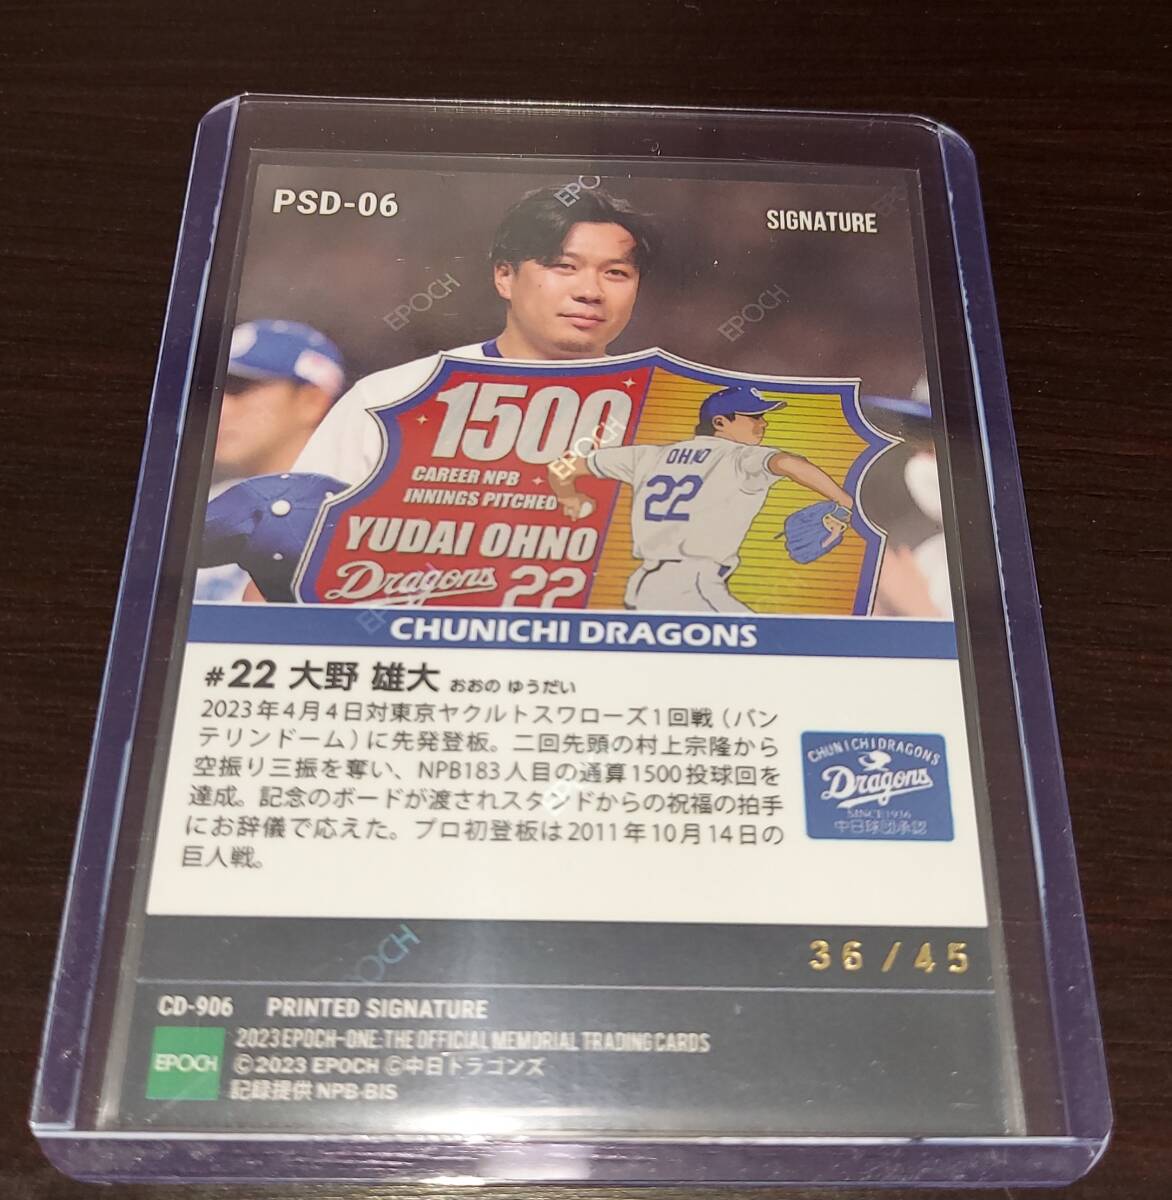 PSD-06
SIGNATURE
EPOCH
EPOCH
1500
CAREER NPB
INNINGS PITCHED
EPOCH
OHNO
22
YUDAI OHNO
Dragons 22
CHUNICHI DRAGONS
#22 大野 雄大 おおの ゆうだい
2023年4月4日対東京ヤクルトスワローズ1回戦（バン
テリンドーム）に先発登板。二回先頭の村上宗隆から
空振り三振を奪い、NPB183人目の通算1500投球回を
達成。記念のボードが渡されスタンドからの祝福の拍手
にお辞儀で応えた。プロ初登板は2011年10月14日の
巨人戦。
CHUNICHI DRAGONS
Dragons
SINCE 1936
中日球団承認
36/45
CD-906 PRINTED SIGNATURE
EPOCH
2023 EPOCH-ONE: THE OFFICIAL MEMORIAL TRADING CARDS
©2023 EPOCH ©中日ドラゴンズ
記録提供 NPB-BIS